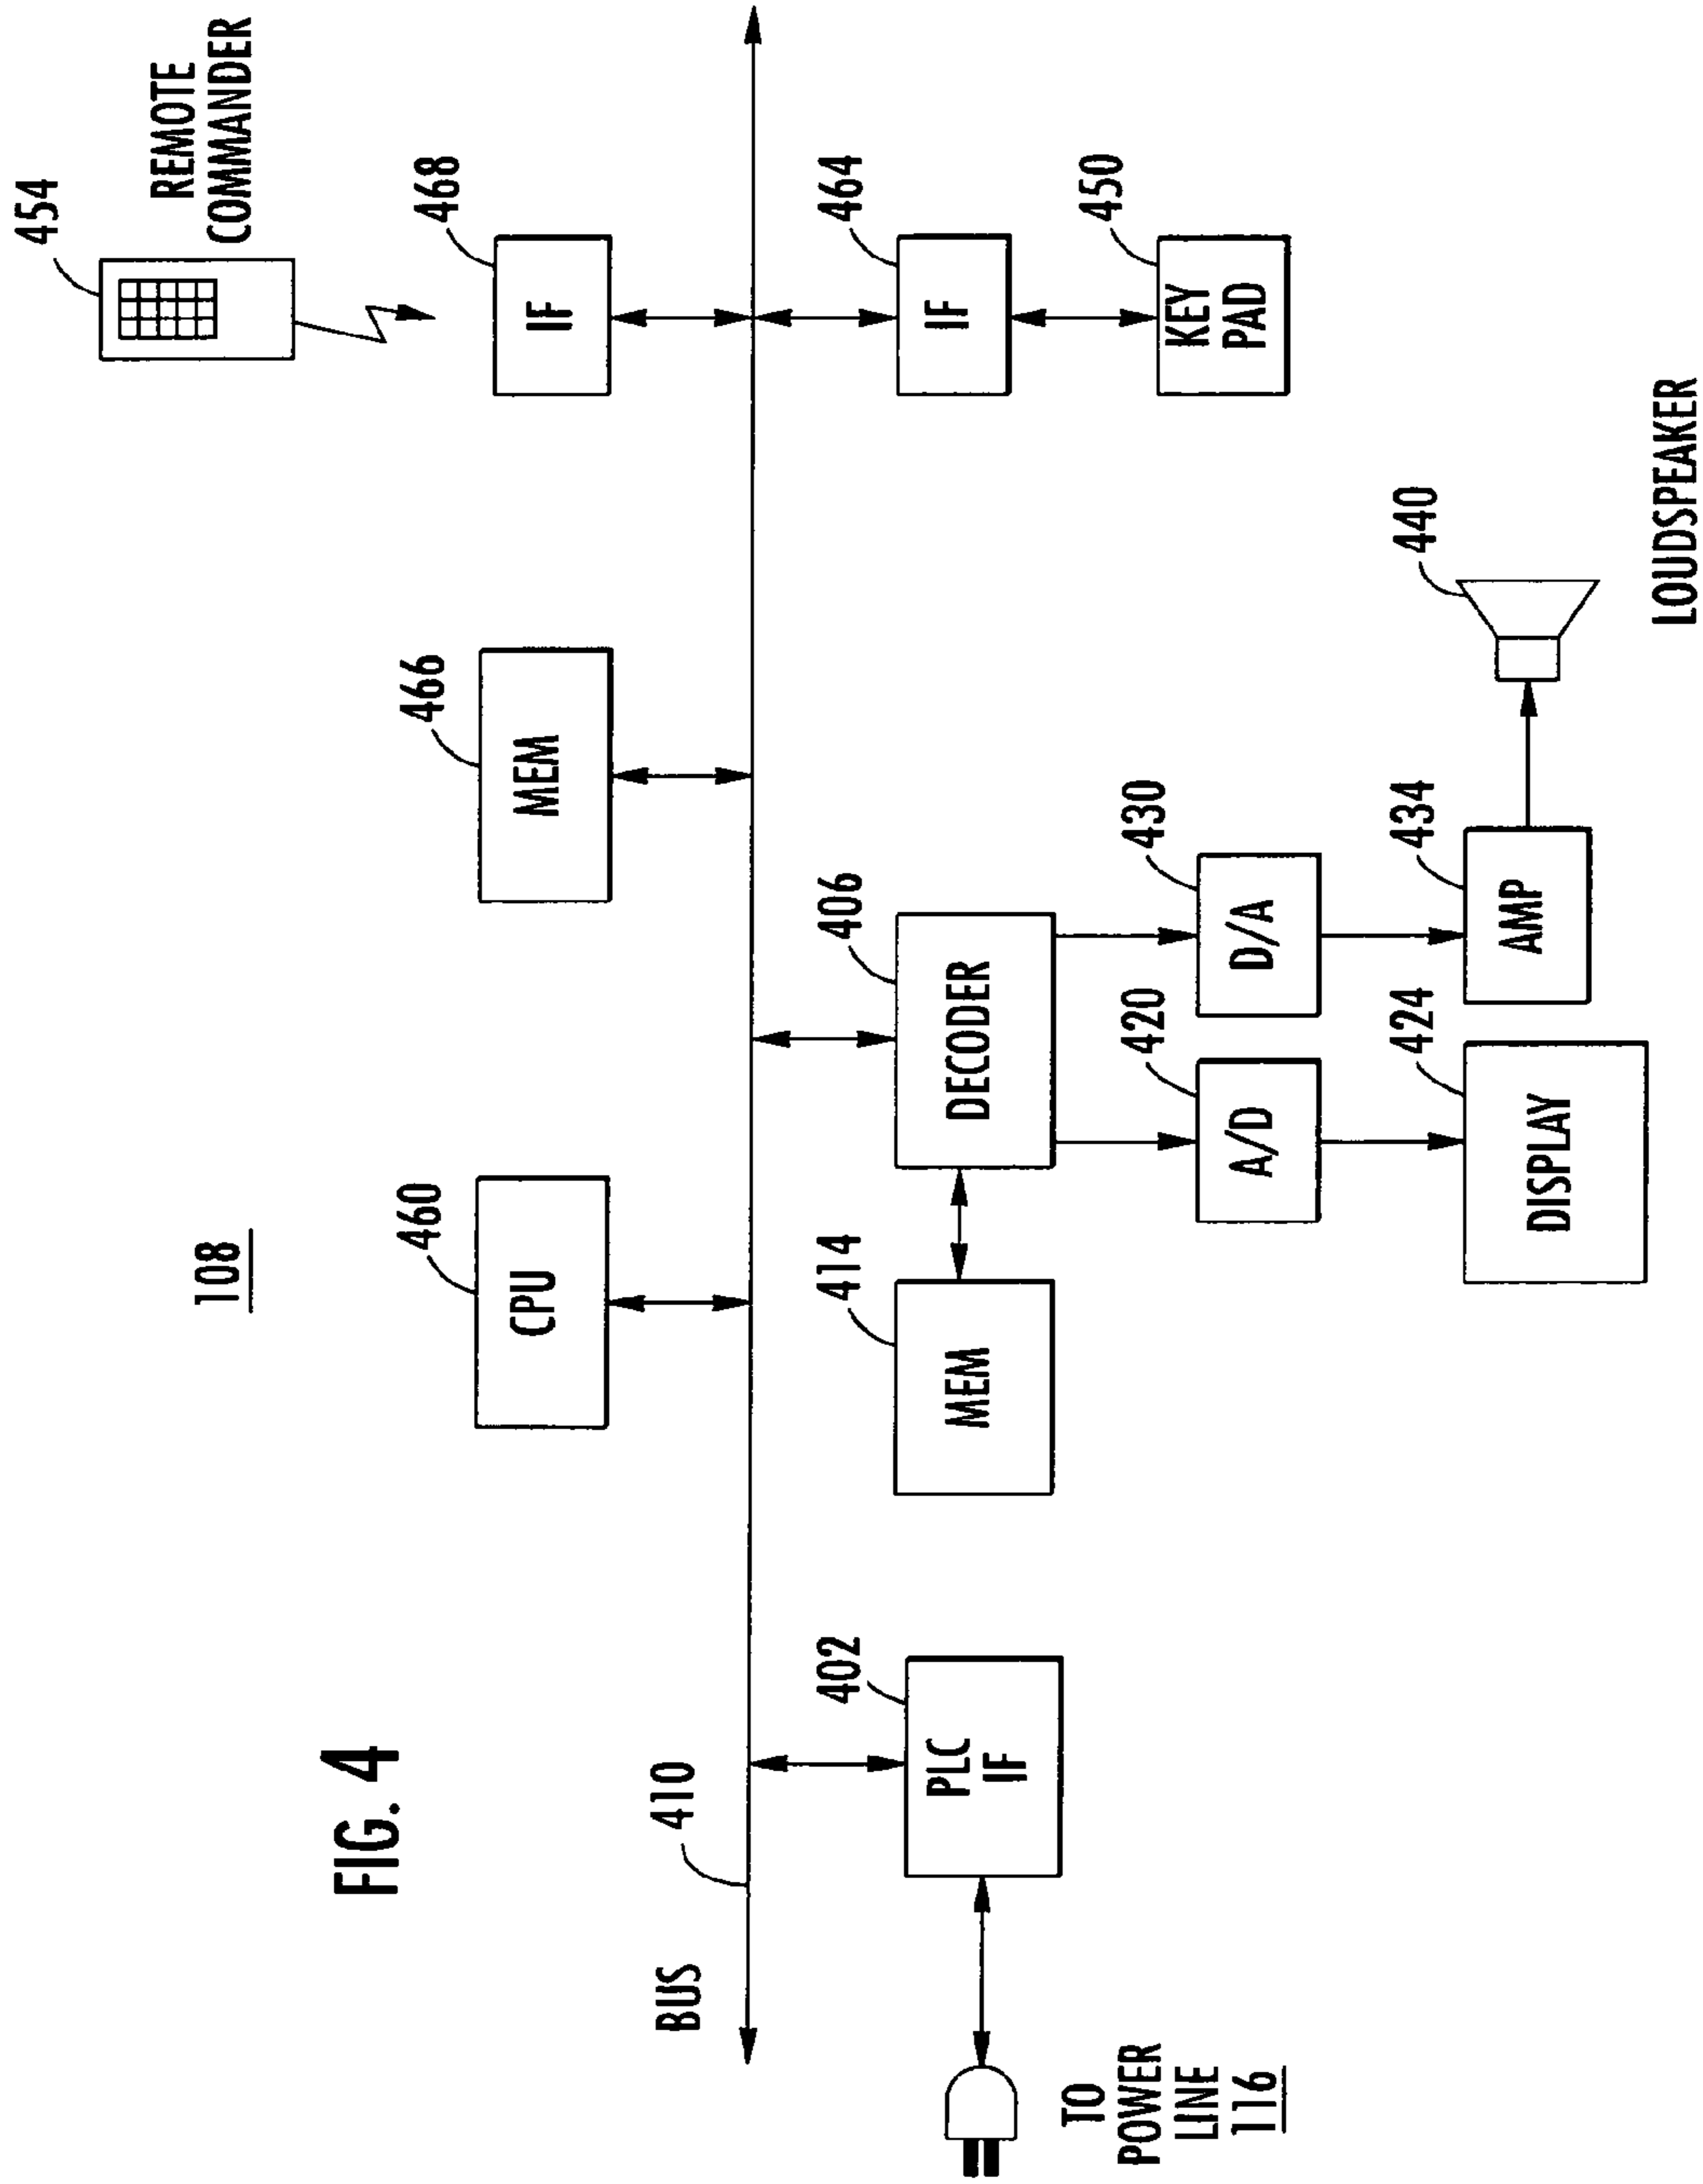 FIG. 4
108
454
REMOTE
COMMANDER
460
CPU
466
MEM
468
IF
BUS
410
402
PLC
IF
414
MEM
406
DECODER
464
IF
TO
POWER
LINE
116
420
A/D
430
D/A
450
KEY
PAD
424
DISPLAY
434
AMP
440
LOUDSPEAKER